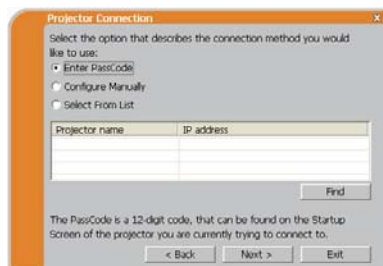 Projector Connection
X
Select the option that describes the connection method you would
like to use:
Enter PassCode
Configure Manually
Select From List
Projector name IP address
Find
The PassCode is a 12-digit code, that can be found on the Startup
Screen of the projector you are currently trying to connect to.
< Back Next > Exit